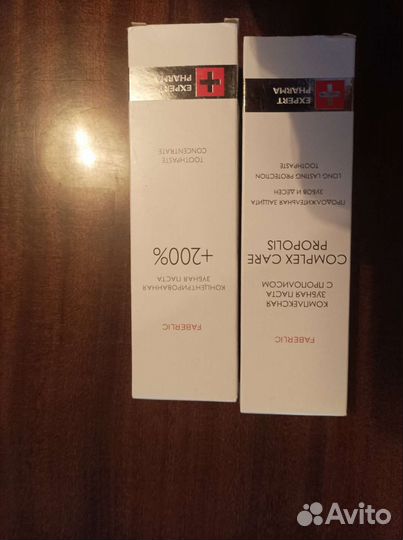 FABERLIC
КОНЦЕНТРИРОВАННАЯ
ЗУБНАЯ ПАСТА
+200%
TOOTHPASTE
CONCENTRATE
EXPERT
PHARMA
FABERLIC
КОМПЛЕКСНАЯ
ЗУБНАЯ ПАСТА
С ПРОПОЛИСОМ
COMPLEX CARE
PROPOLIS
ПРОДОЛЖИТЕЛЬНАЯ ЗАЩИТА
ЗУБОВ И ДЕСЕН
LONG LASTING PROTECTION
TOOTHPASTE
EXPERT
PHARMA
Avito